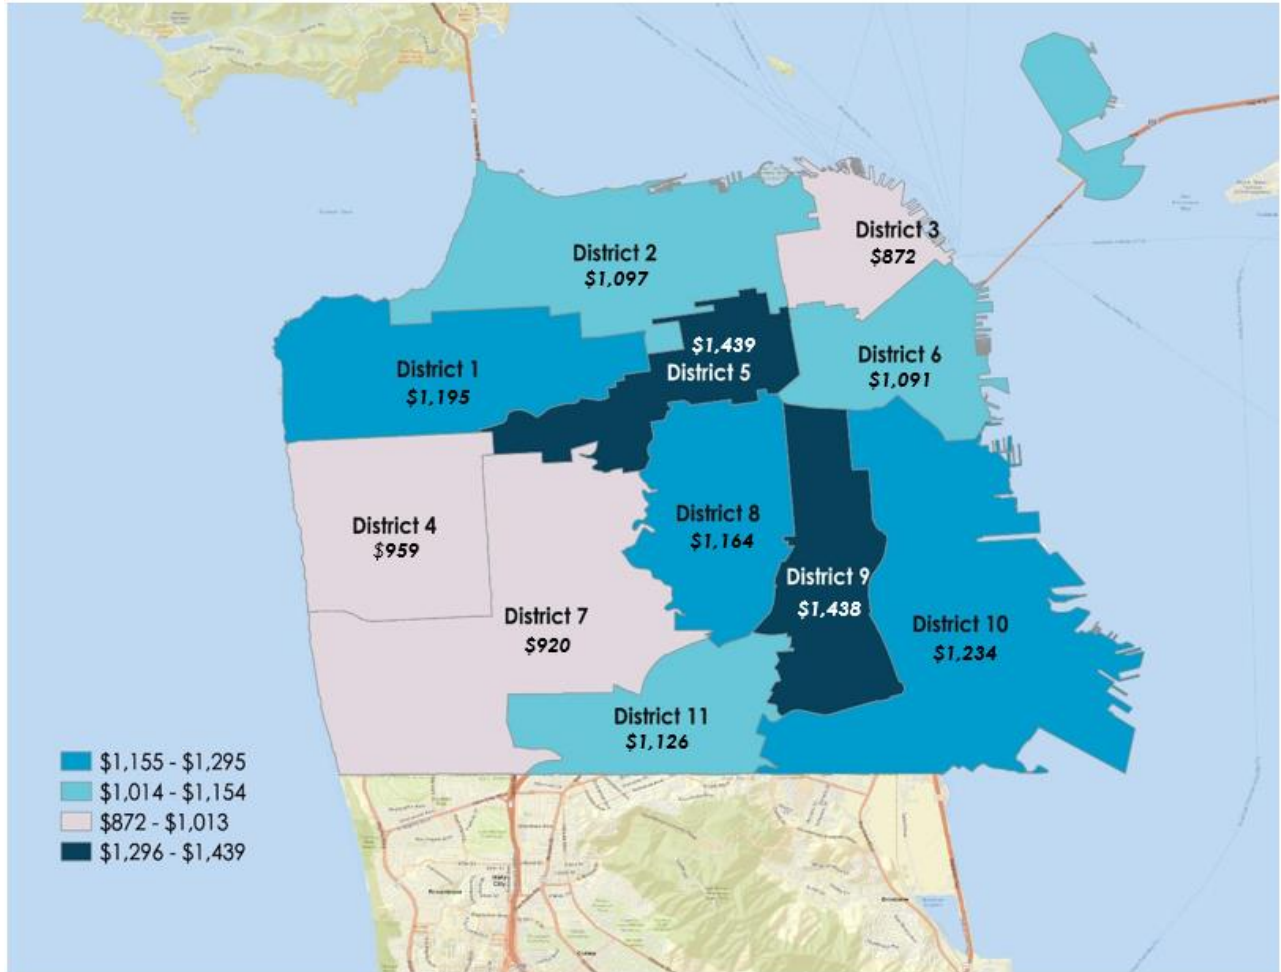 District 3
$872
District 2
$1,097
$1,439
District 5
District 6
$1,091
District 1
$1,195
District 4
$959
District 8
$1,164
District 9
$1,438
District 7
$920
District 10
$1,234
District 11
$1,126
$1,155 - $1,295
$1,014 - $1,154
$872 - $1,013
$1,296 - $1,439